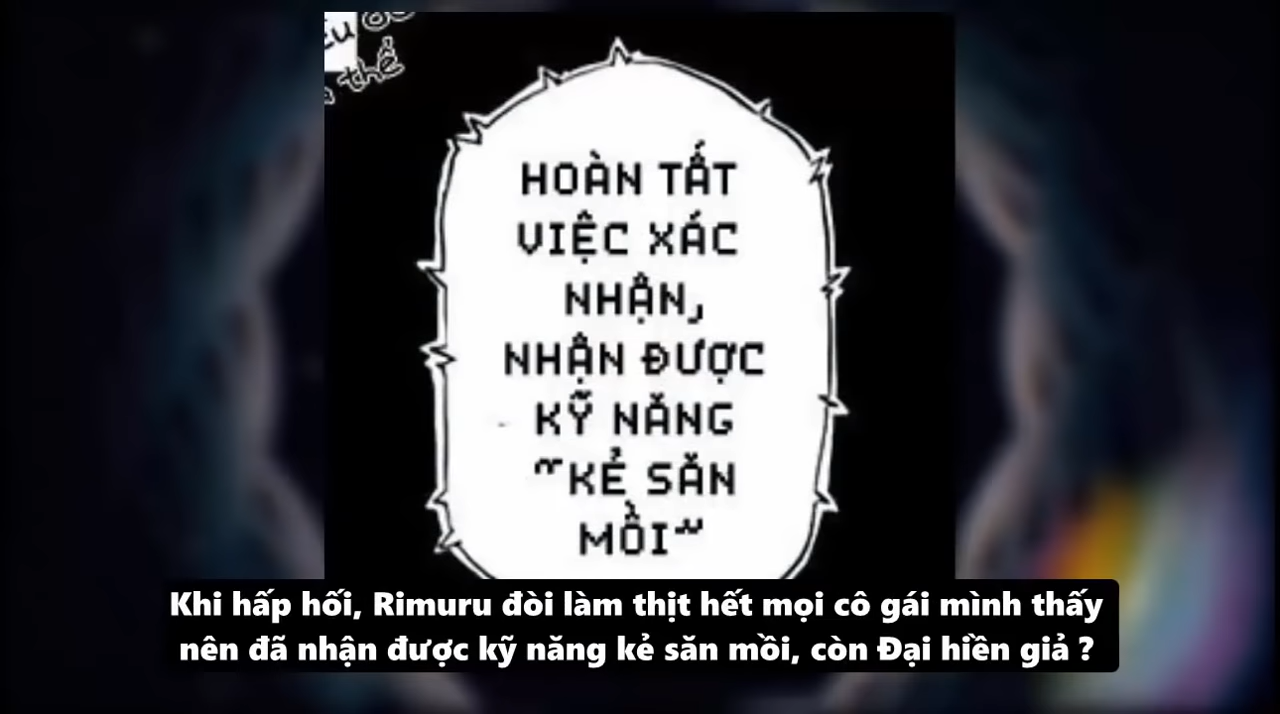 thể
HOÀN TẤT
VIỆC XÁC
NHẬN,
NHẬN ĐƯỢC
KỸ NĂNG
"KẺ SĂN
MỒI"
Khi hấp hối, Rimuru đòi làm thịt hết mọi cô gái mình thấy
nên đã nhận được kỹ năng kẻ săn mồi, còn Đại hiền giả ?